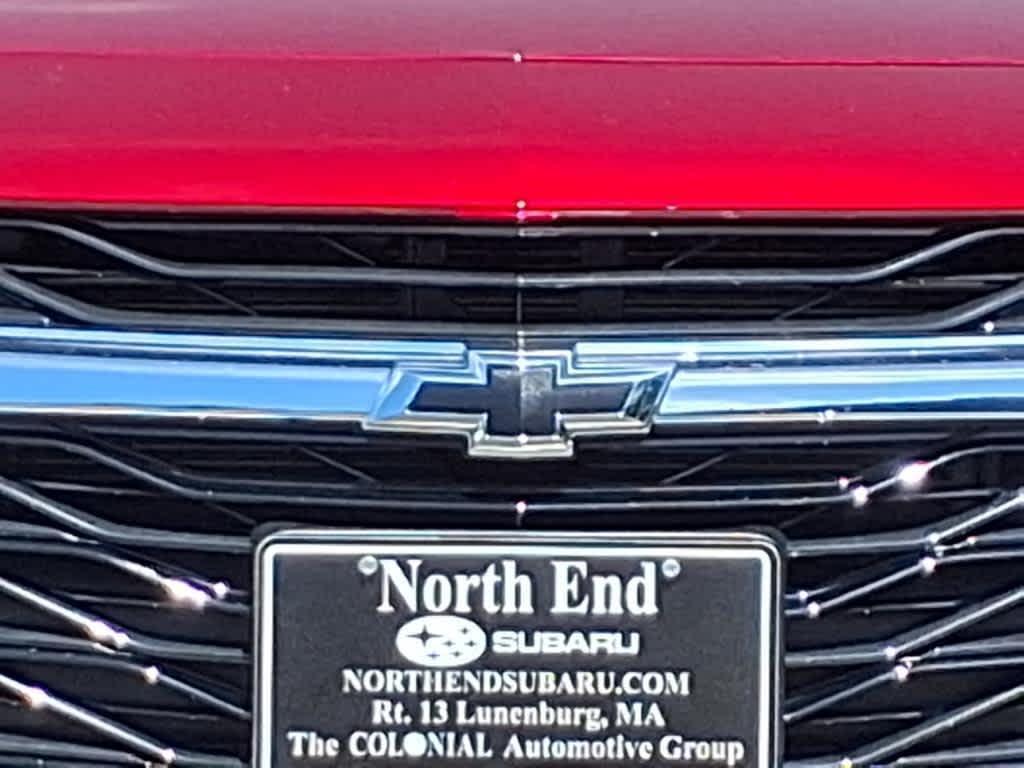 North End
SUBARU
NORTHENDSUBARU.COM
Rt. 13 Lunenburg, MA
The COLONIAL Automotive Group